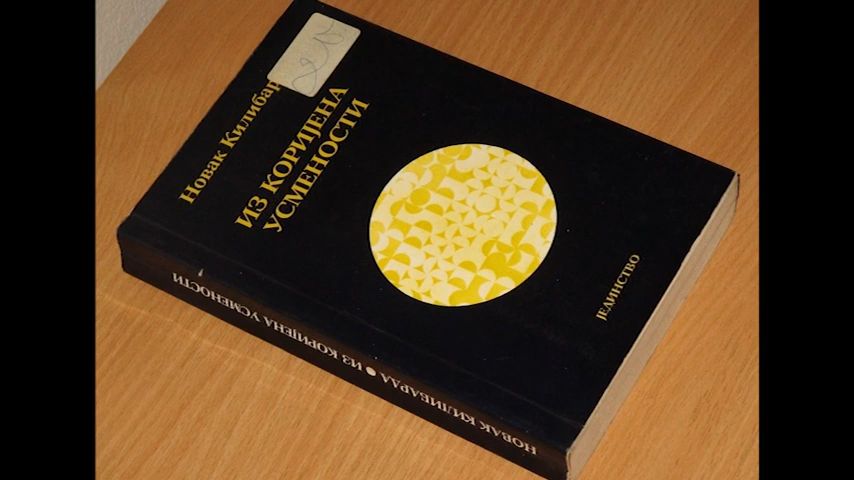 Новак Килибар
ИЗ КОРИЈЕНА
УСМЕНОСТИ
ЈЕДИНСТВО
НОВАК КИЛИБАРДА ● ИЗ КОРИЈЕНА УСМЕНОСТИ